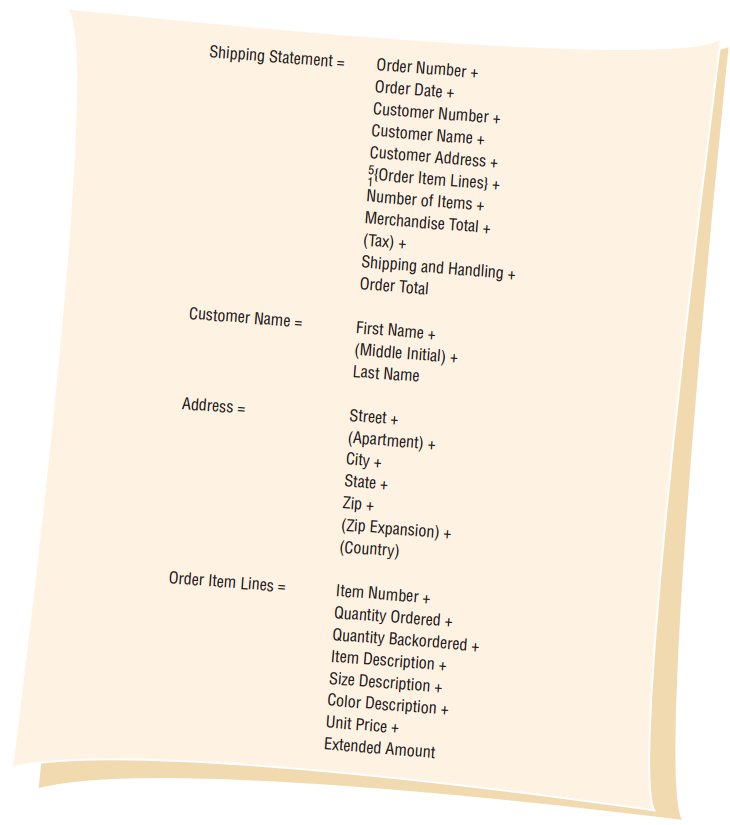 Shipping Statement = Order Number +
Order Date +
Customer Number +
Customer Name +
Customer Address +
5
1{Order Item Lines} +
Number of Items +
Merchandise Total +
(Tax) +
Shipping and Handling +
Order Total
Customer Name = First Name +
(Middle Initial) +
Last Name
Address = Street +
(Apartment) +
City +
State +
Zip +
(Zip Expansion) +
(Country)
Order Item Lines = Item Number +
Quantity Ordered +
Quantity Backordered +
Item Description +
Size Description +
Color Description +
Unit Price +
Extended Amount